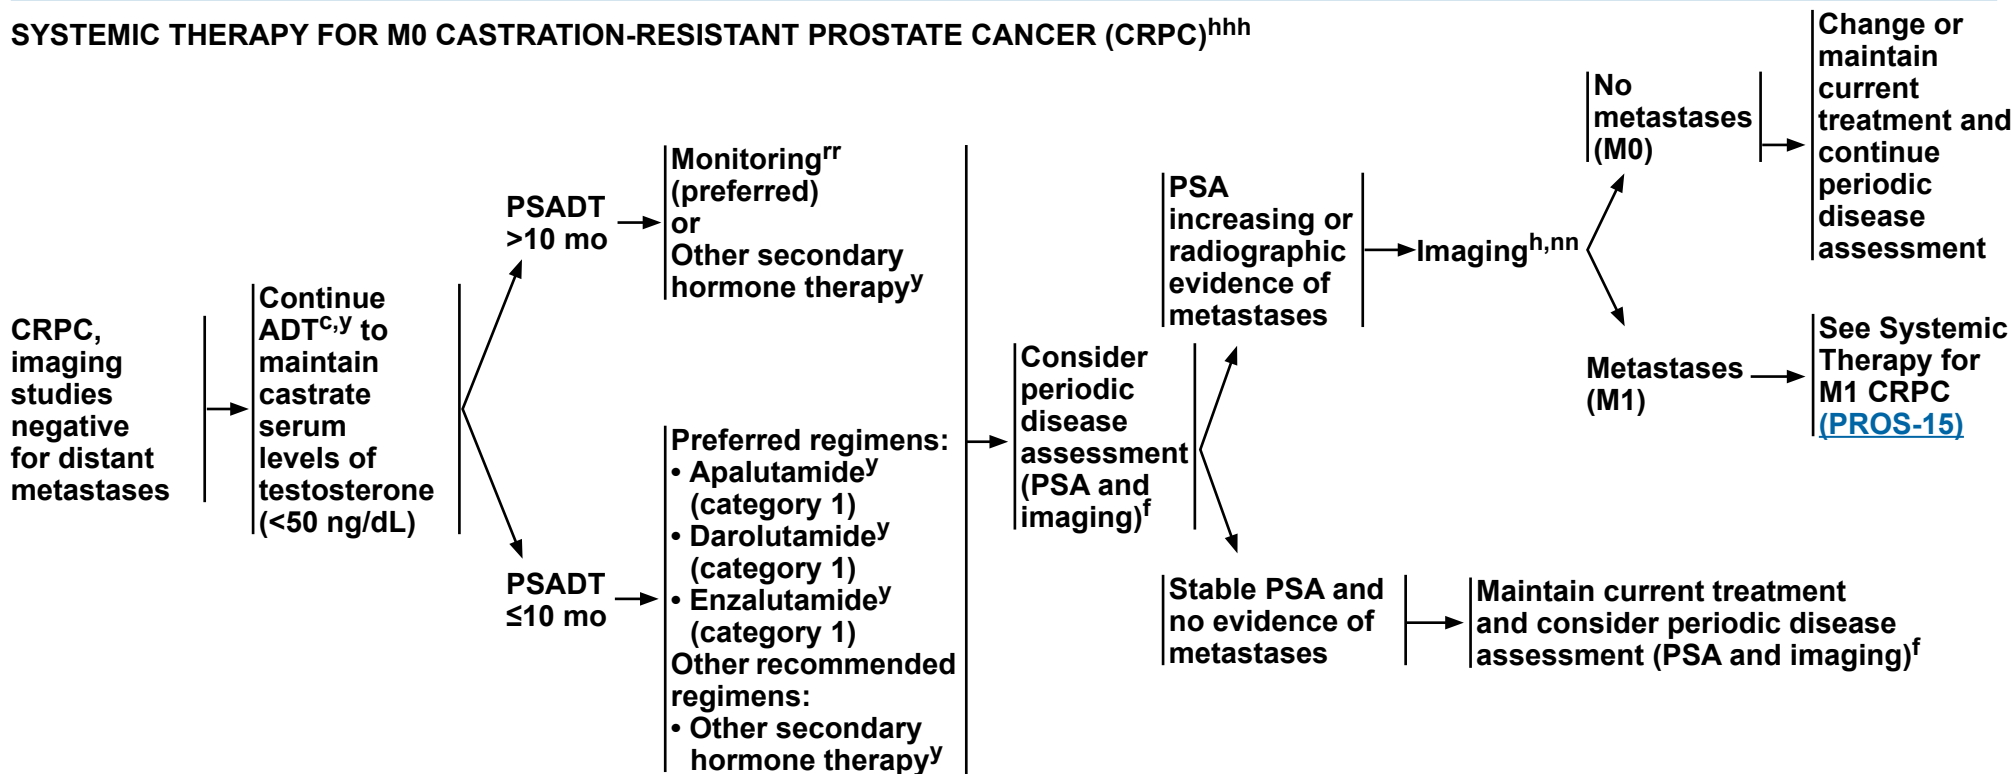 SYSTEMIC THERAPY FOR M0 CASTRATION-RESISTANT PROSTATE CANCER (CRPC)hhh
CRPC,
imaging
studies
negative
for distant
metastases
Continue
ADTc,y to
maintain
castrate
serum
levels of
testosterone
(<50 ng/dL)
PSADT
>10 mo
Monitoringrr
(preferred)
or
Other secondary
hormone therapyy
PSADT
≤10 mo
Preferred regimens:
• Apalutamidey
(category 1)
• Darolutamidey
(category 1)
• Enzalutamidey
(category 1)
Other recommended
regimens:
• Other secondary
hormone therapyy
Consider
periodic
disease
assessment
(PSA and
imaging)f
PSA
increasing or
radiographic
evidence of
metastases
Imagingh,nn
No
metastases
(M0)
Change or
maintain
current
treatment and
continue
periodic
disease
assessment
Metastases
(M1)
See Systemic
Therapy for
M1 CRPC
(PROS-15)
Stable PSA and
no evidence of
metastases
Maintain current treatment
and consider periodic disease
assessment (PSA and imaging)f